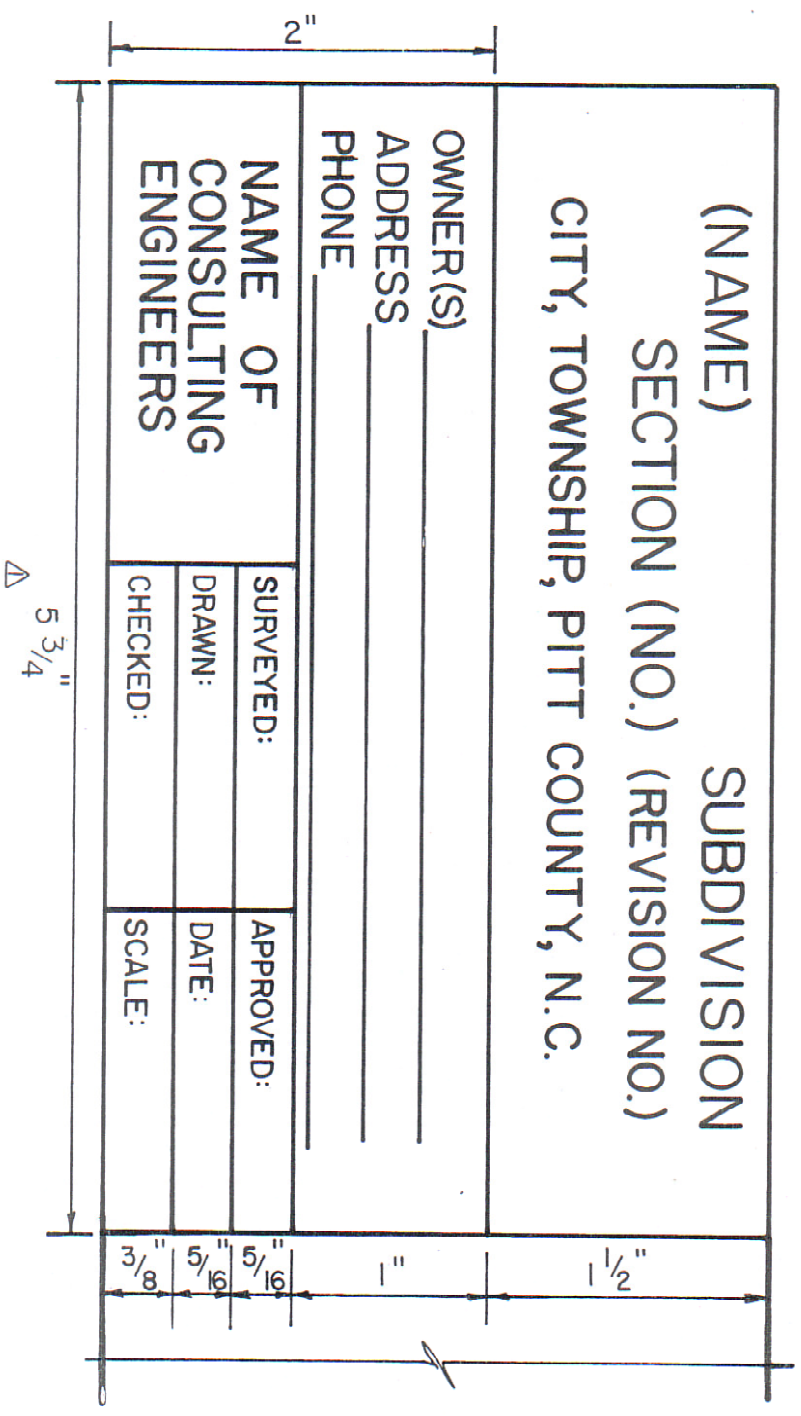 (NAME) SUBDIVISION
SECTION (NO.) (REVISION NO.)
CITY, TOWNSHIP, PITT COUNTY, N.C.
OWNER(S)
ADDRESS
PHONE
NAME OF
CONSULTING
ENGINEERS
SURVEYED:
APPROVED:
DRAWN:
DATE:
CHECKED:
SCALE:
2"
1 1/2"
1"
5/16"
5/16"
3/8"
5 3/4"